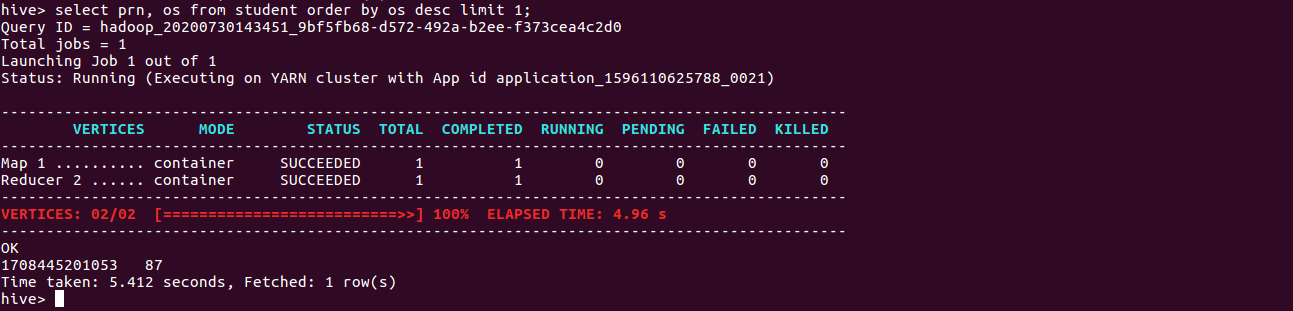 hive> select prn, os from student order by os desc limit 1;
Query ID = hadoop_20200730143451_9bf5fb68-d572-492a-b2ee-f373cea4c2d0
Total jobs = 1
Launching Job 1 out of 1
Status: Running (Executing on YARN cluster with App id application_1596110625788_0021)
----------------------------------------------------------------------------------------------
        VERTICES      MODE        STATUS  TOTAL  COMPLETED  RUNNING  PENDING  FAILED  KILLED
----------------------------------------------------------------------------------------------
Map 1 .......... container     SUCCEEDED      1          1        0        0       0       0
Reducer 2 ...... container     SUCCEEDED      1          1        0        0       0       0
----------------------------------------------------------------------------------------------
VERTICES: 02/02  [==========================>>] 100%  ELAPSED TIME: 4.96 s
----------------------------------------------------------------------------------------------
OK
1708445201053   87
Time taken: 5.412 seconds, Fetched: 1 row(s)
hive>